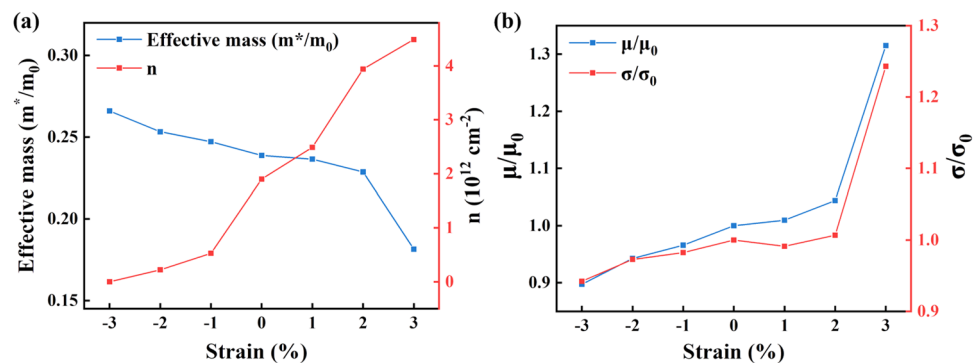 (a)
Effective mass (m*/m₀)
n
Effective mass (m*/m₀)
0.30
0.25
0.20
0.15
4
3
2
1
0
n (10¹² cm⁻²)
-3 -2 -1 0 1 2 3
Strain (%)
(b)
μ/μ₀
σ/σ₀
μ/μ₀
1.3
1.2
1.1
1.0
0.9
1.3
1.2
1.1
1.0
0.9
σ/σ₀
-3 -2 -1 0 1 2 3
Strain (%)